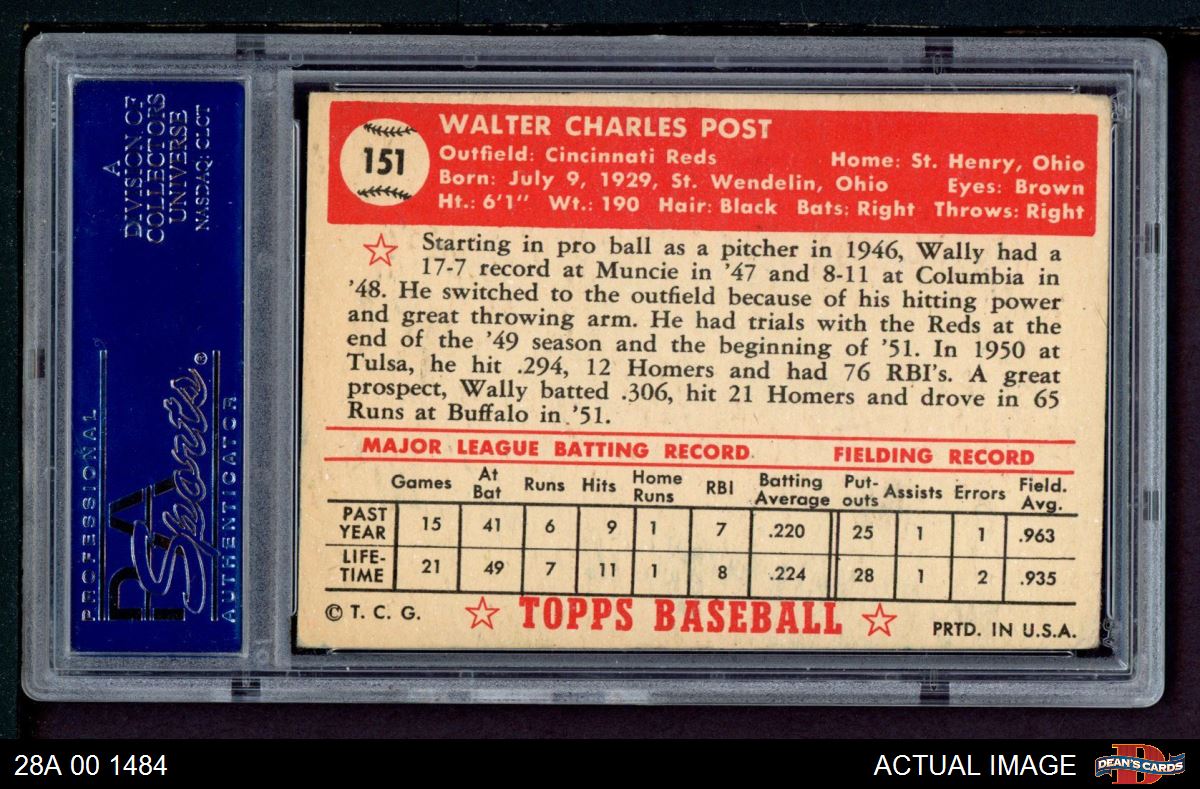 A
DIVISION OF
COLLECTORS
UNIVERSE
NASDAQ: CLCT
PROFESSIONAL
PSA
Sports®
AUTHENTICATOR
151
WALTER CHARLES POST
Outfield: Cincinnati Reds Home: St. Henry, Ohio
Born: July 9, 1929, St. Wendelin, Ohio Eyes: Brown
Ht.: 6'1" Wt.: 190 Hair: Black Bats: Right Throws: Right
Starting in pro ball as a pitcher in 1946, Wally had a
17-7 record at Muncie in '47 and 8-11 at Columbia in
'48. He switched to the outfield because of his hitting power
and great throwing arm. He had trials with the Reds at the
end of the '49 season and the beginning of '51. In 1950 at
Tulsa, he hit .294, 12 Homers and had 76 RBI's. A great
prospect, Wally batted .306, hit 21 Homers and drove in 65
Runs at Buffalo in '51.
MAJOR LEAGUE BATTING RECORD FIELDING RECORD
Games At Bat Runs Hits Home Runs RBI Batting Average Put-outs Assists Errors Field. Avg.
PAST YEAR 15 41 6 9 1 7 .220 25 1 1 .963
LIFE-TIME 21 49 7 11 1 8 .224 28 1 2 .935
© T. C. G. TOPPS BASEBALL PRTD. IN U.S.A.
28A 00 1484 ACTUAL IMAGE DEAN'S CARDS